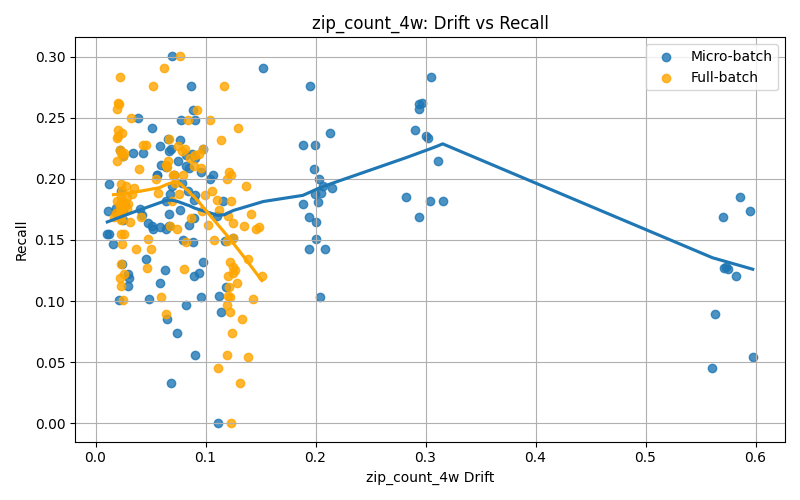 zip_count_4w: Drift vs Recall
Micro-batch
Full-batch
Recall
0.30
0.25
0.20
0.15
0.10
0.05
0.00
0.0 0.1 0.2 0.3 0.4 0.5 0.6
zip_count_4w Drift